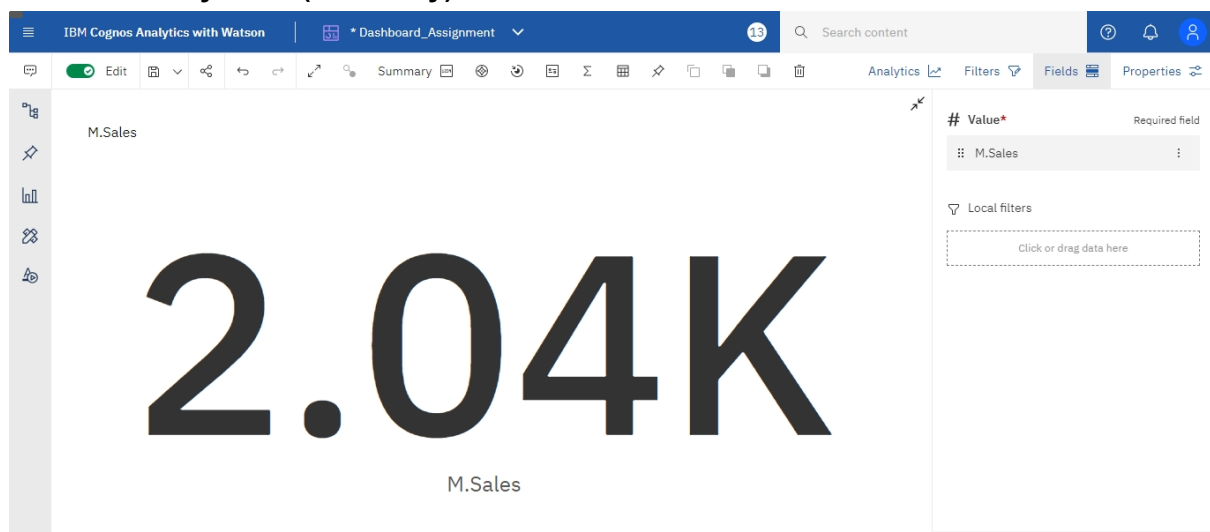 IBM Cognos Analytics with Watson
* Dashboard_Assignment
13
Search content
Edit
Summary
Analytics
Filters
Fields
Properties
M.Sales
# Value*
Required field
M.Sales
Local filters
Click or drag data here
2.04K
M.Sales